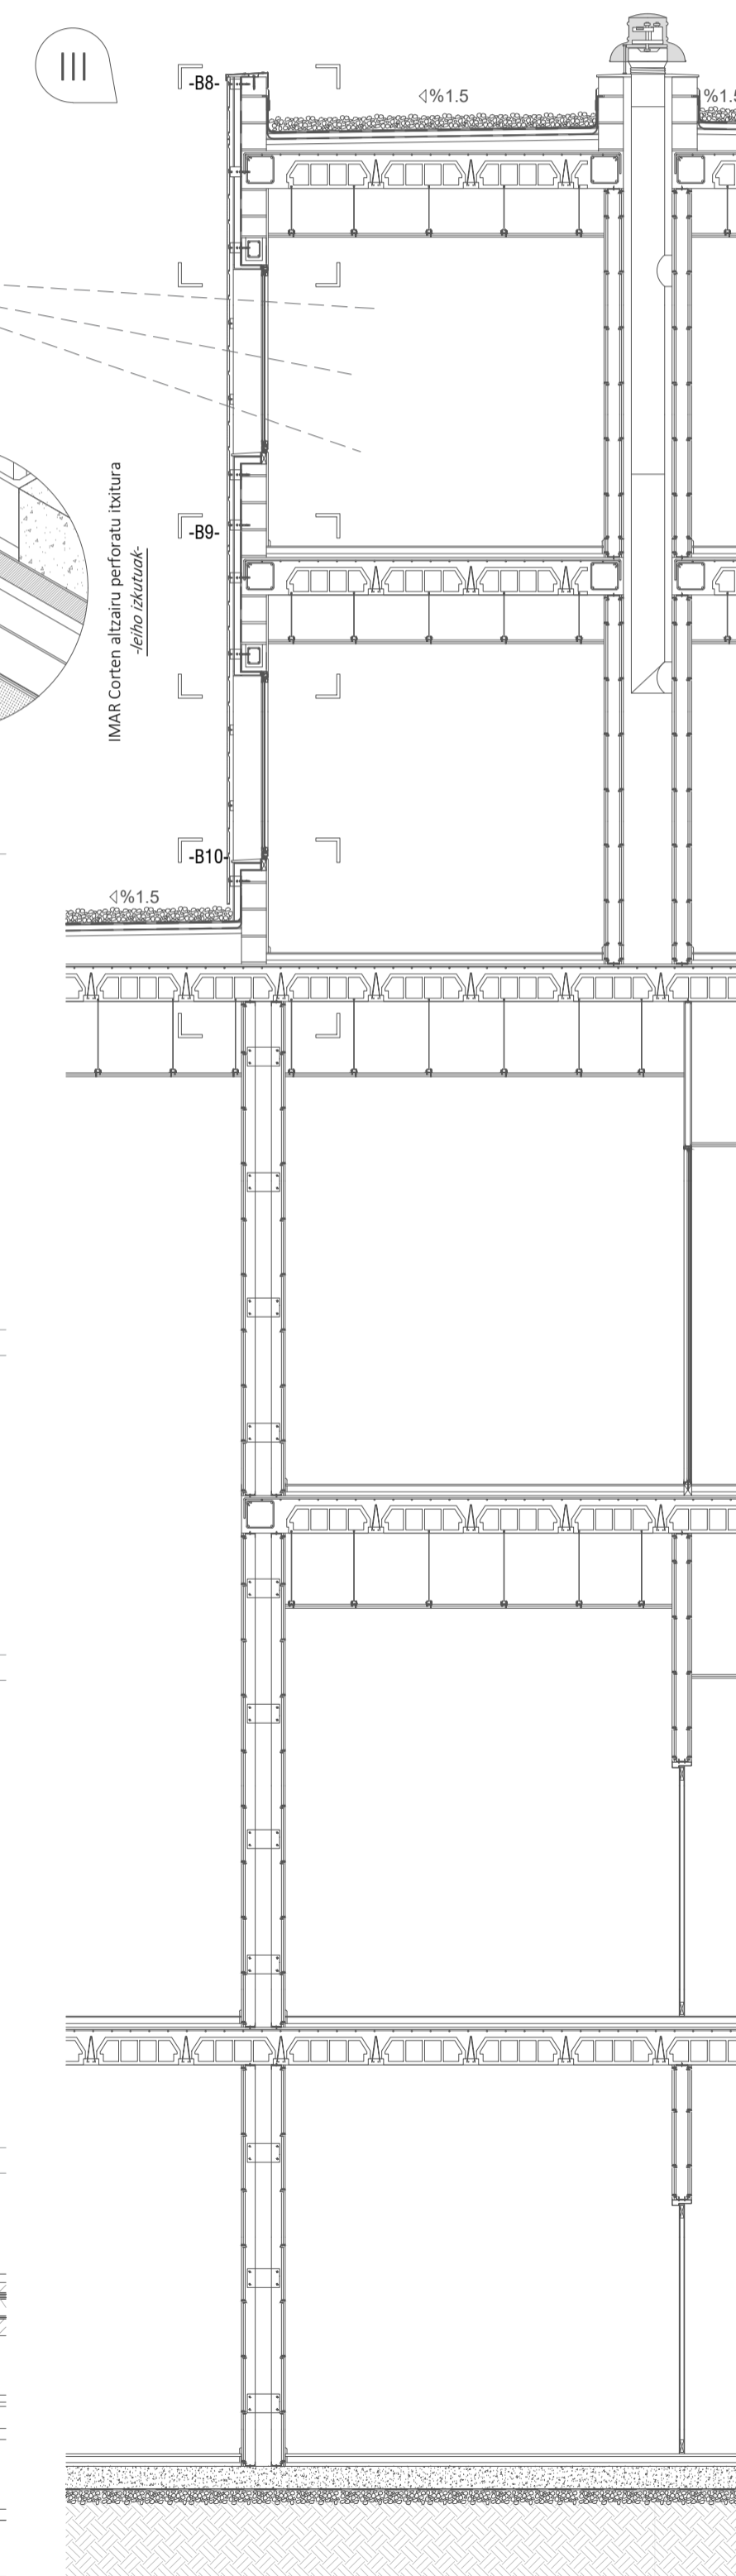 III
-B8-
◁%1.5
%1.5
IMAR Corten altzairu perforatu itxitura
-leiho izkutuak-
-B9-
-B10-
◁%1.5